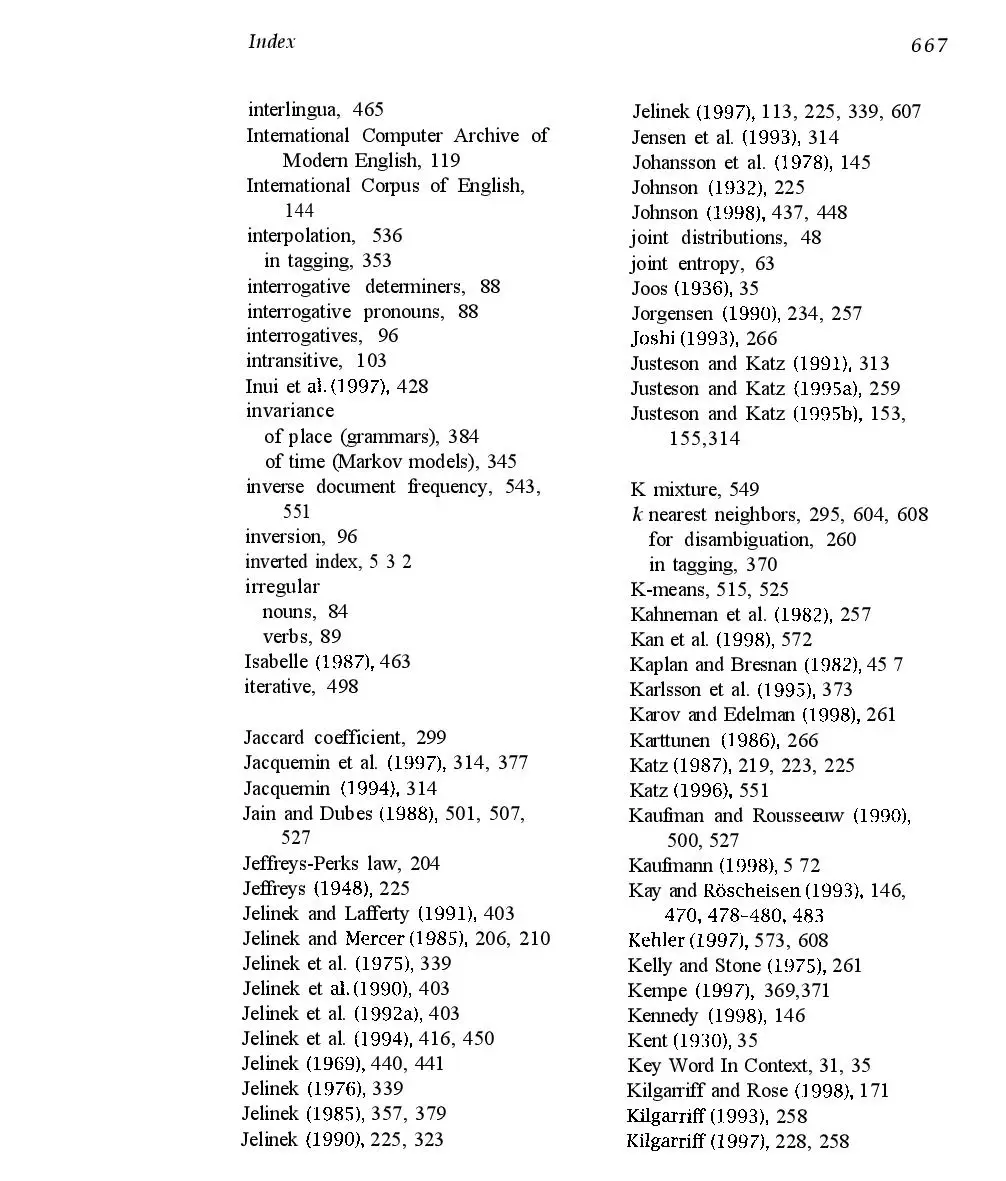 Index
667
interlingua, 465
International Computer Archive of
Modern English, 119
International Corpus of English,
144
interpolation, 536
in tagging, 353
interrogative determiners, 88
interrogative pronouns, 88
interrogatives, 96
intransitive, 103
Inui et al. (1997), 428
invariance
of place (grammars), 384
of time (Markov models), 345
inverse document frequency, 543,
551
inversion, 96
inverted index, 5 3 2
irregular
nouns, 84
verbs, 89
Isabelle (1987), 463
iterative, 498
Jaccard coefficient, 299
Jacquemin et al. (1997), 314, 377
Jacquemin (1994), 314
Jain and Dubes (1988), 501, 507,
527
Jeffreys-Perks law, 204
Jeffreys (1948), 225
Jelinek and Lafferty (1991), 403
Jelinek and Mercer (1985), 206, 210
Jelinek et al. (1975), 339
Jelinek et al. (1990), 403
Jelinek et al. (1992a), 403
Jelinek et al. (1994), 416, 450
Jelinek (1969), 440, 441
Jelinek (1976), 339
Jelinek (1985), 357, 379
Jelinek (1990), 225, 323
Jelinek (1997), 113, 225, 339, 607
Jensen et al. (1993), 314
Johansson et al. (1978), 145
Johnson (1932), 225
Johnson (1998), 437, 448
joint distributions, 48
joint entropy, 63
Joos (1936), 35
Jorgensen (1990), 234, 257
Joshi (1993), 266
Justeson and Katz (1991), 313
Justeson and Katz (1995a), 259
Justeson and Katz (1995b), 153,
155,314
K mixture, 549
k nearest neighbors, 295, 604, 608
for disambiguation, 260
in tagging, 370
K-means, 515, 525
Kahneman et al. (1982), 257
Kan et al. (1998), 572
Kaplan and Bresnan (1982), 45 7
Karlsson et al. (1995), 373
Karov and Edelman (1998), 261
Karttunen (1986), 266
Katz (1987), 219, 223, 225
Katz (1996), 551
Kaufman and Rousseeuw (1990),
500, 527
Kaufmann (1998), 5 72
Kay and Röscheisen (1993), 146,
470, 478–480, 483
Kehler (1997), 573, 608
Kelly and Stone (1975), 261
Kempe (1997), 369,371
Kennedy (1998), 146
Kent (1930), 35
Key Word In Context, 31, 35
Kilgarriff and Rose (1998), 171
Kilgarriff (1993), 258
Kilgarriff (1997), 228, 258